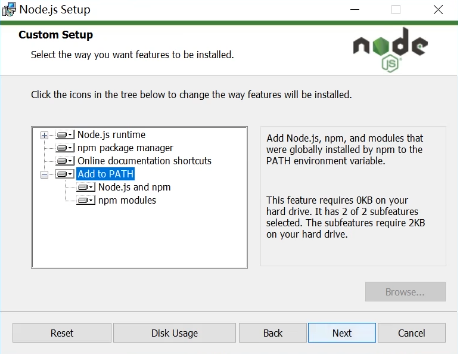 Node.js Setup
Custom Setup
Select the way you want features to be installed.
node
JS
Click the icons in the tree below to change the way features will be installed.
Node.js runtime
npm package manager
Online documentation shortcuts
Add to PATH
Node.js and npm
npm modules
Add Node.js, npm, and modules that
were globally installed by npm to the
PATH environment variable.
This feature requires 0KB on your
hard drive. It has 2 of 2 subfeatures
selected. The subfeatures require 2KB
on your hard drive.
Browse...
Reset
Disk Usage
Back
Next
Cancel